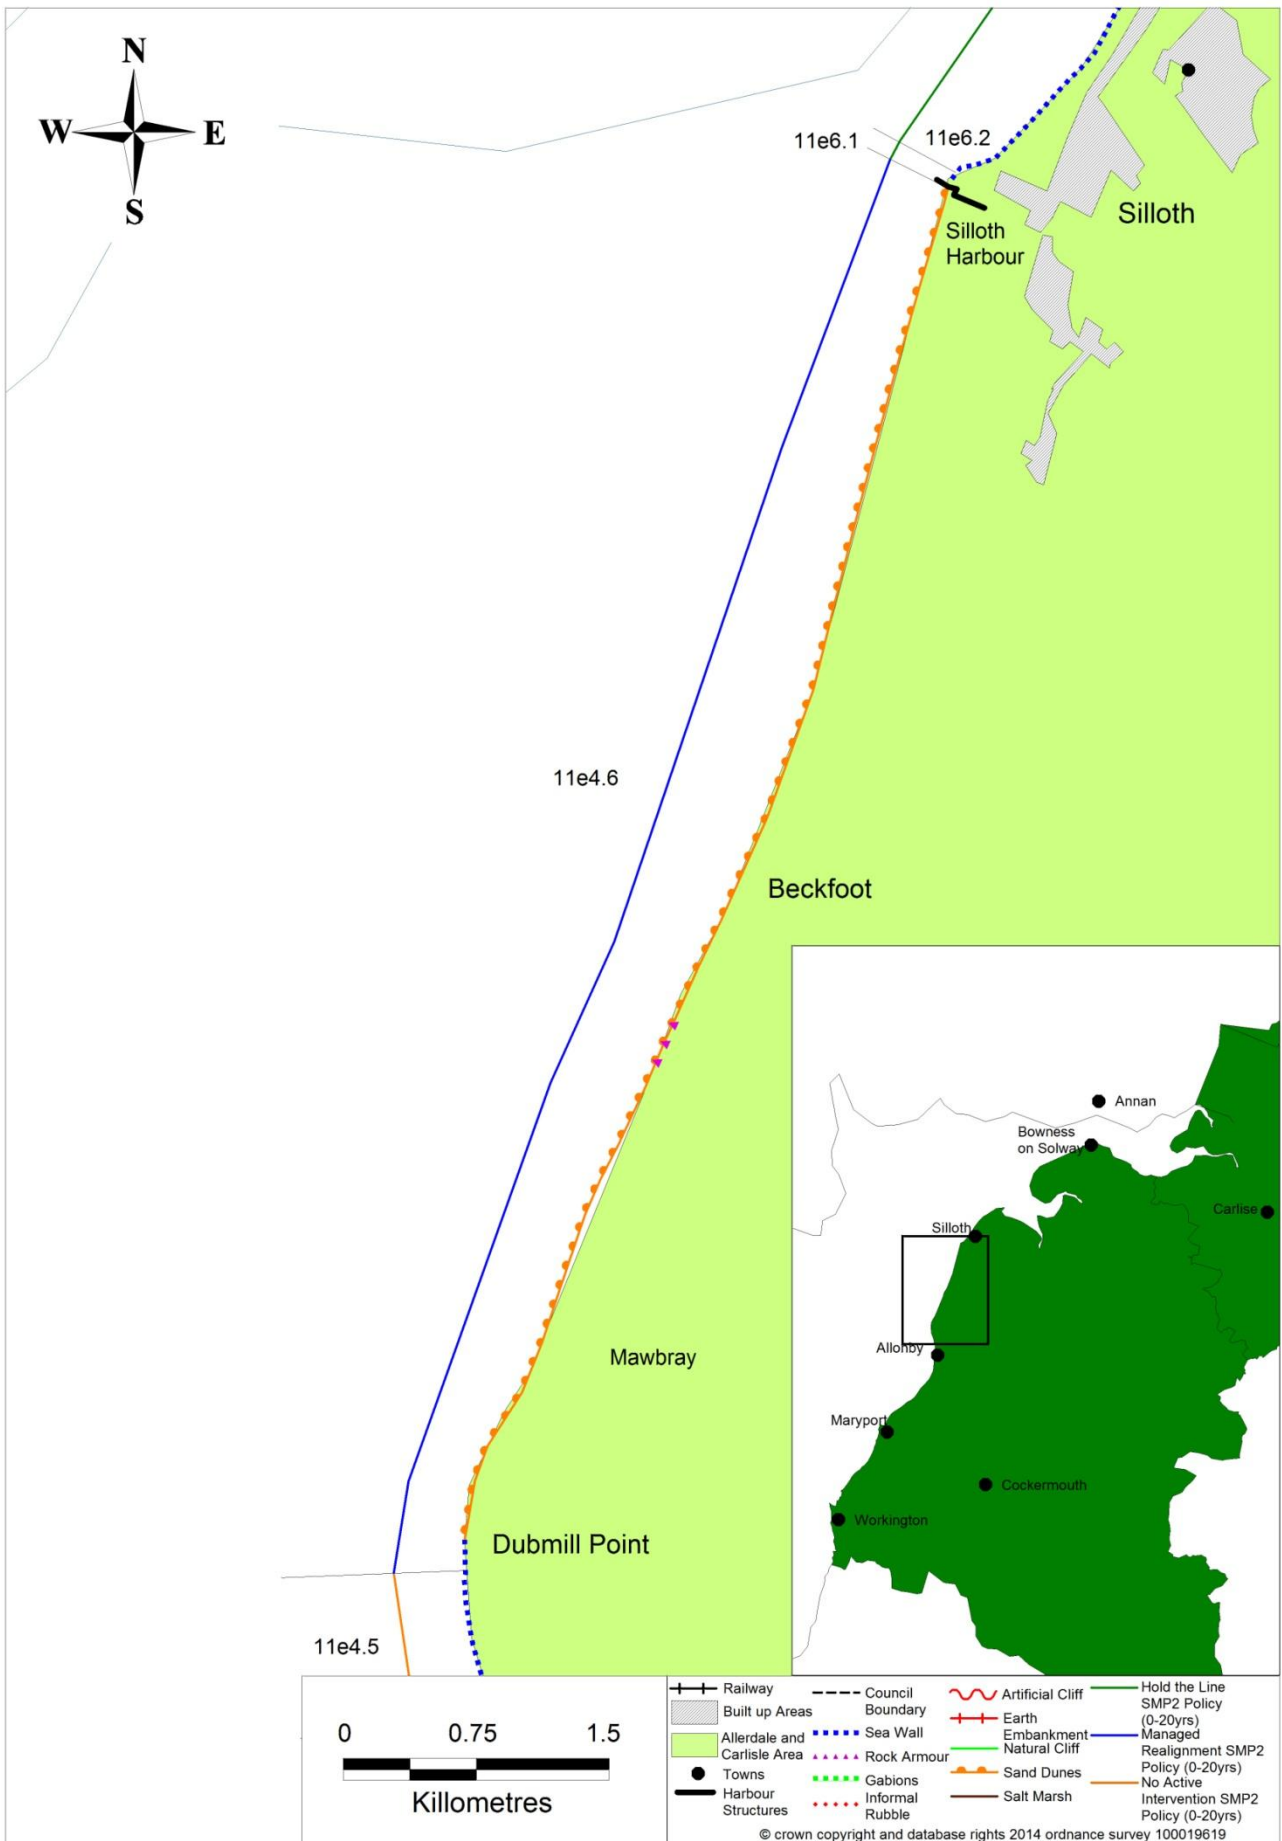 N
W
E
S
11e6.1
11e6.2
Silloth
Silloth
Harbour
11e4.6
Beckfoot
Mawbray
Dubmill Point
11e4.5
Annan
Bowness
on Solway
Carlise
Silloth
Allonby
Maryport
Cockermouth
Workington
0 0.75 1.5
Killometres
Railway
Built up Areas
Allerdale and
Carlisle Area
Towns
Harbour
Structures
Council
Boundary
Sea Wall
Rock Armour
Gabions
Informal
Rubble
Artificial Cliff
Earth
Embankment
Natural Cliff
Sand Dunes
Salt Marsh
Hold the Line
SMP2 Policy
(0-20yrs)
Managed
Realignment SMP2
Policy (0-20yrs)
No Active
Intervention SMP2
Policy (0-20yrs)
© crown copyright and database rights 2014 ordnance survey 100019619